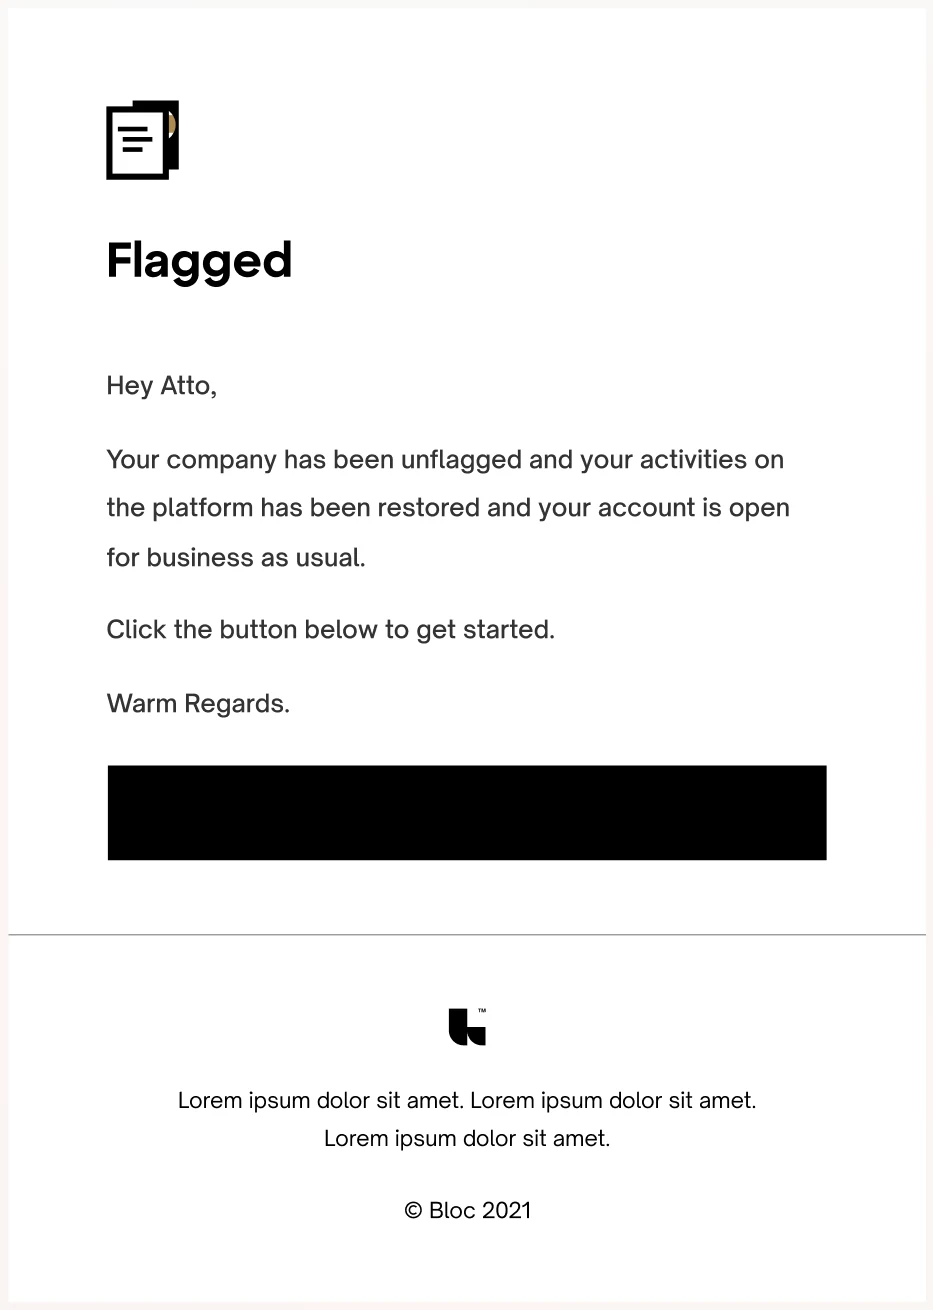 Flagged
Hey Atto,
Your company has been unflagged and your activities on
the platform has been restored and your account is open
for business as usual.
Click the button below to get started.
Warm Regards.
™
Lorem ipsum dolor sit amet. Lorem ipsum dolor sit amet.
Lorem ipsum dolor sit amet.
© Bloc 2021